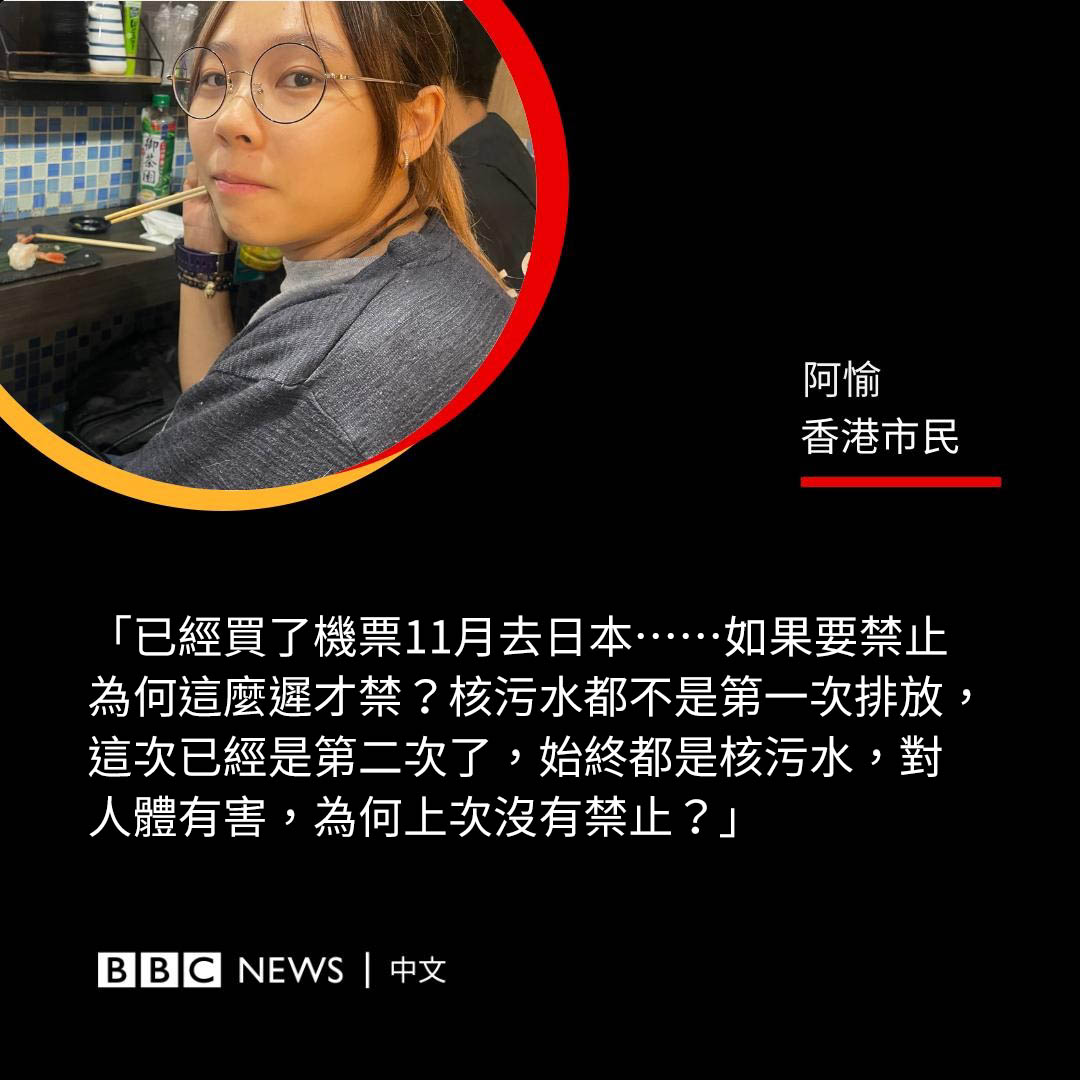 御茶園
阿愉
香港市民
「已經買了機票11月去日本⋯⋯如果要禁止
為何這麼遲才禁？核污水都不是第一次排放，
這次已經是第二次了，始終都是核污水，對
人體有害，為何上次沒有禁止？」
BBC NEWS | 中文